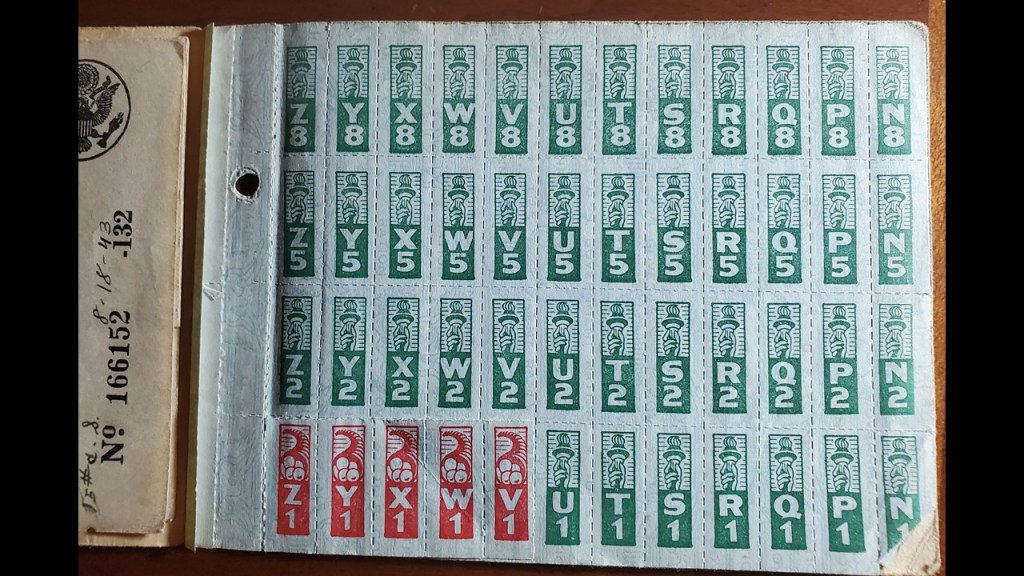 Z8 Y8 X8 W8 V8 U8 T8 S8 R8 Q8 P8 N8
Z5 Y5 X5 W5 V5 U5 T5 S5 R5 Q5 P5 N5
Z2 Y2 X2 W2 V2 U2 T2 S2 R2 Q2 P2 N2
Z1 Y1 X1 W1 V1 U1 T1 S1 R1 Q1 P1 N1
8-18-43
No 166152 -132